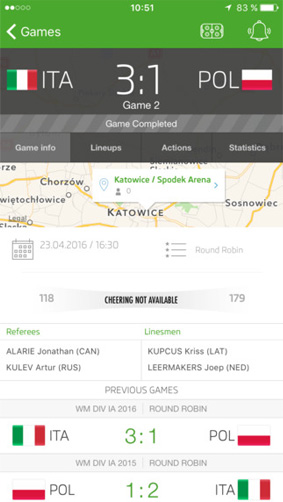 10:51
83 %
Games
ITA 3:1 POL
Game 2
Game Completed
Game info Lineups Actions Statistics
Chorzów
Katowice / Spodek Arena
0
Sosnowiec
więtochłowice
KATOWICE
Legal
23.04.2016 / 16:30 Round Robin
118 CHEERING NOT AVAILABLE 179
Referees Linesmen
ALARIE Jonathan (CAN) KUPCUS Kriss (LAT)
KULEV Artur (RUS) LEERMAKERS Joep (NED)
PREVIOUS GAMES
WM DIV IA 2016 ROUND ROBIN
ITA 3:1 POL
WM DIV IA 2015 ROUND ROBIN
POL 1:2 ITA